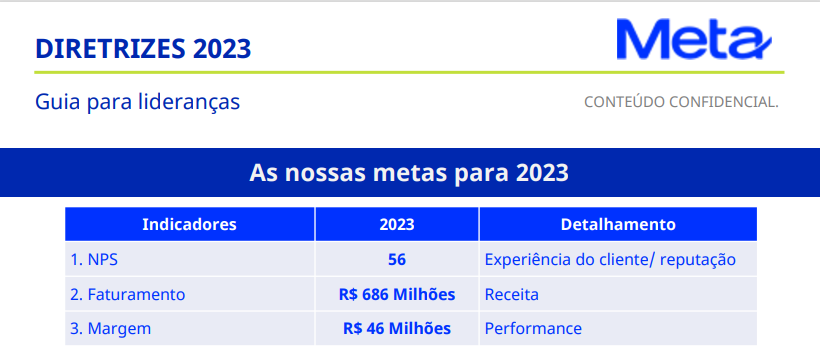 DIRETRIZES 2023
Meta
Guia para lideranças
CONTEÚDO CONFIDENCIAL.
As nossas metas para 2023
Indicadores 2023 Detalhamento
1. NPS 56 Experiência do cliente/ reputação
2. Faturamento R$ 686 Milhões Receita
3. Margem R$ 46 Milhões Performance